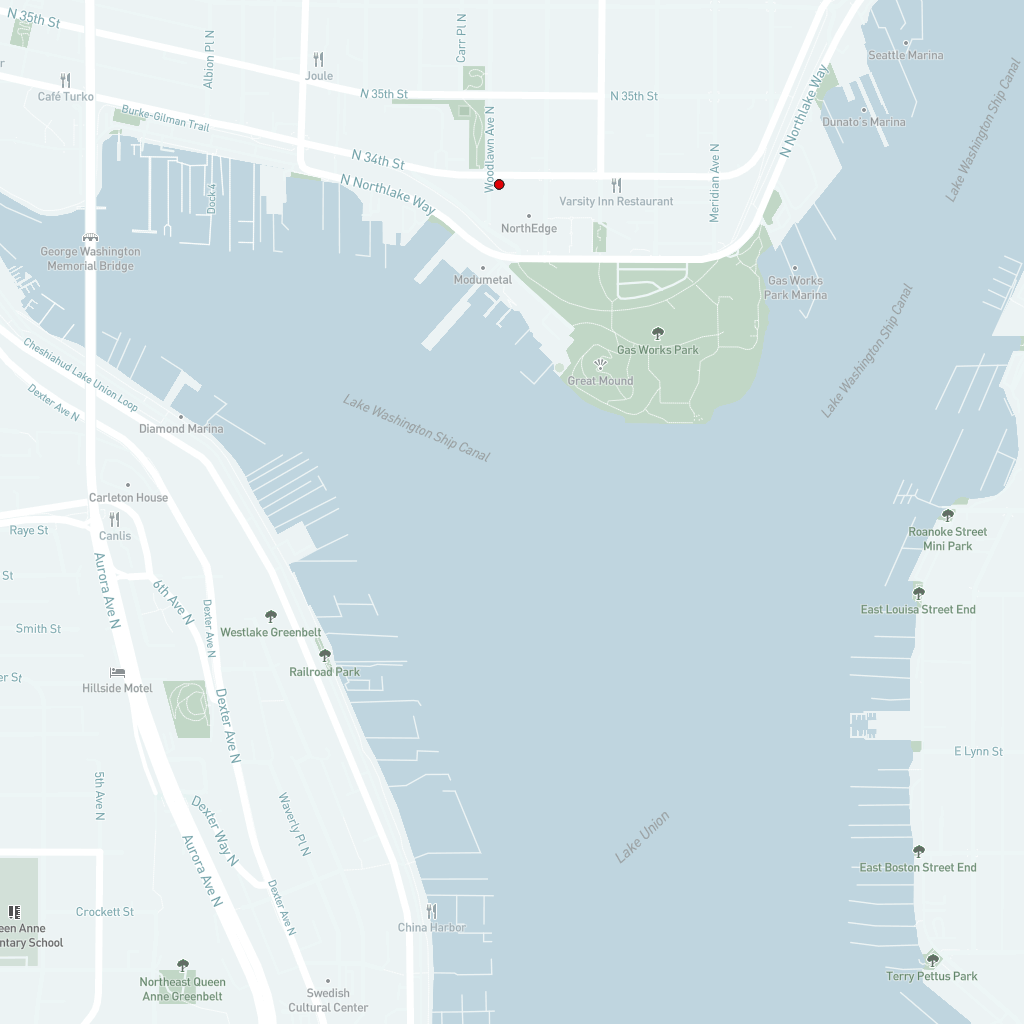 N 35th St
Albion Pl N
Carr Pl N
Seattle Marina
Joule
Café Turko
N 35th St
N 35th St
Burke-Gilman Trail
Woodlawn Ave N
N Northlake Way
Dunato's Marina
Lake Washington Ship Canal
N 34th St
N Northlake Way
Dock 4
Varsity Inn Restaurant
Meridian Ave N
NorthEdge
George Washington
Memorial Bridge
Modumetal
Gas Works
Park Marina
Gas Works Park
Great Mound
Lake Washington Ship Canal
Cheshiahud Lake Union Loop
Dexter Ave N
Lake Washington Ship Canal
Diamond Marina
Carleton House
Raye St
Canlis
Roanoke Street
Mini Park
Aurora Ave N
St
6th Ave N
Dexter Ave N
East Louisa Street End
Smith St
Westlake Greenbelt
Railroad Park
er St
Hillside Motel
Dexter Ave N
E Lynn St
5th Ave N
Waverly Pl N
Dexter Way N
Lake Union
Aurora Ave N
East Boston Street End
Crockett St
Dexter Ave N
China Harbor
een Anne
ntary School
Northeast Queen
Anne Greenbelt
Swedish
Cultural Center
Terry Pettus Park